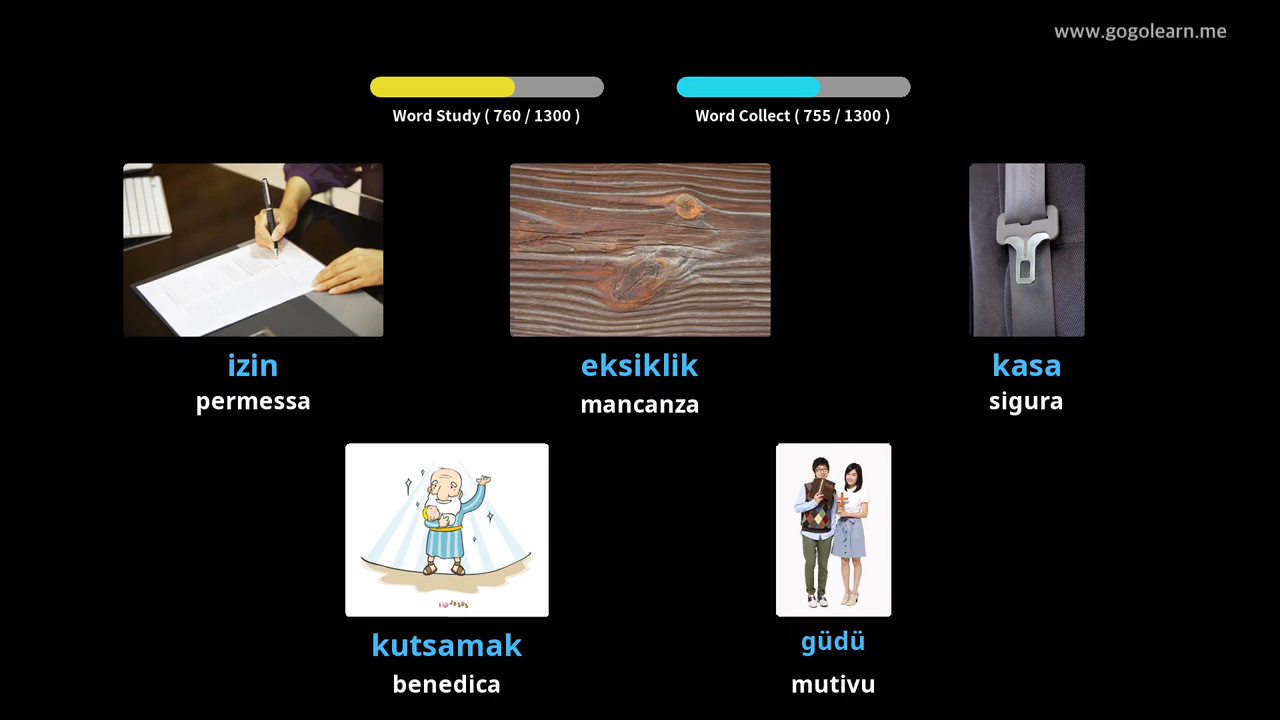 www.gogolearn.me
Word Study ( 760 / 1300 )
Word Collect ( 755 / 1300 )
izin
permessa
eksiklik
mancanza
kasa
sigura
I JESUS
kutsamak
benedica
güdü
mutivu